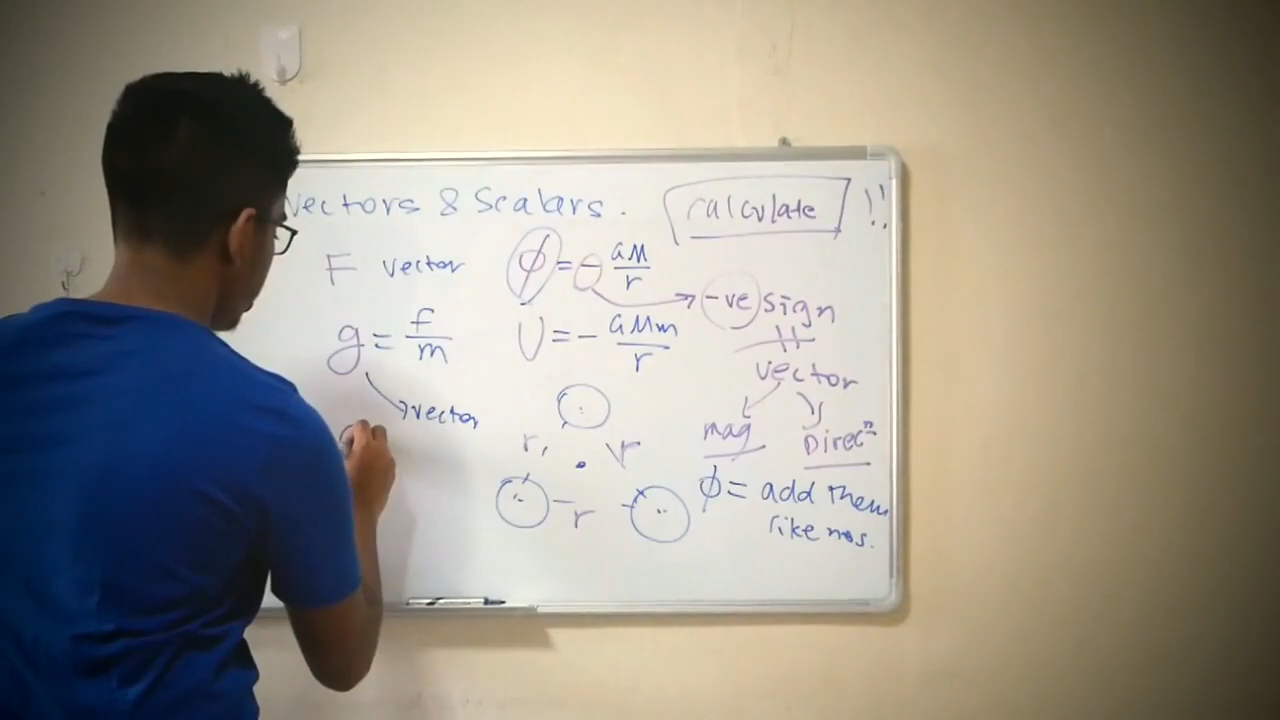 Vectors & Scalars.
calculate !!
F vector
ϕ = - GM/r
-ve sign
g = F/m
U = - GMm/r
vector
vector
mag
Direcⁿ
r,
r
r
ϕ = add them
like nos.